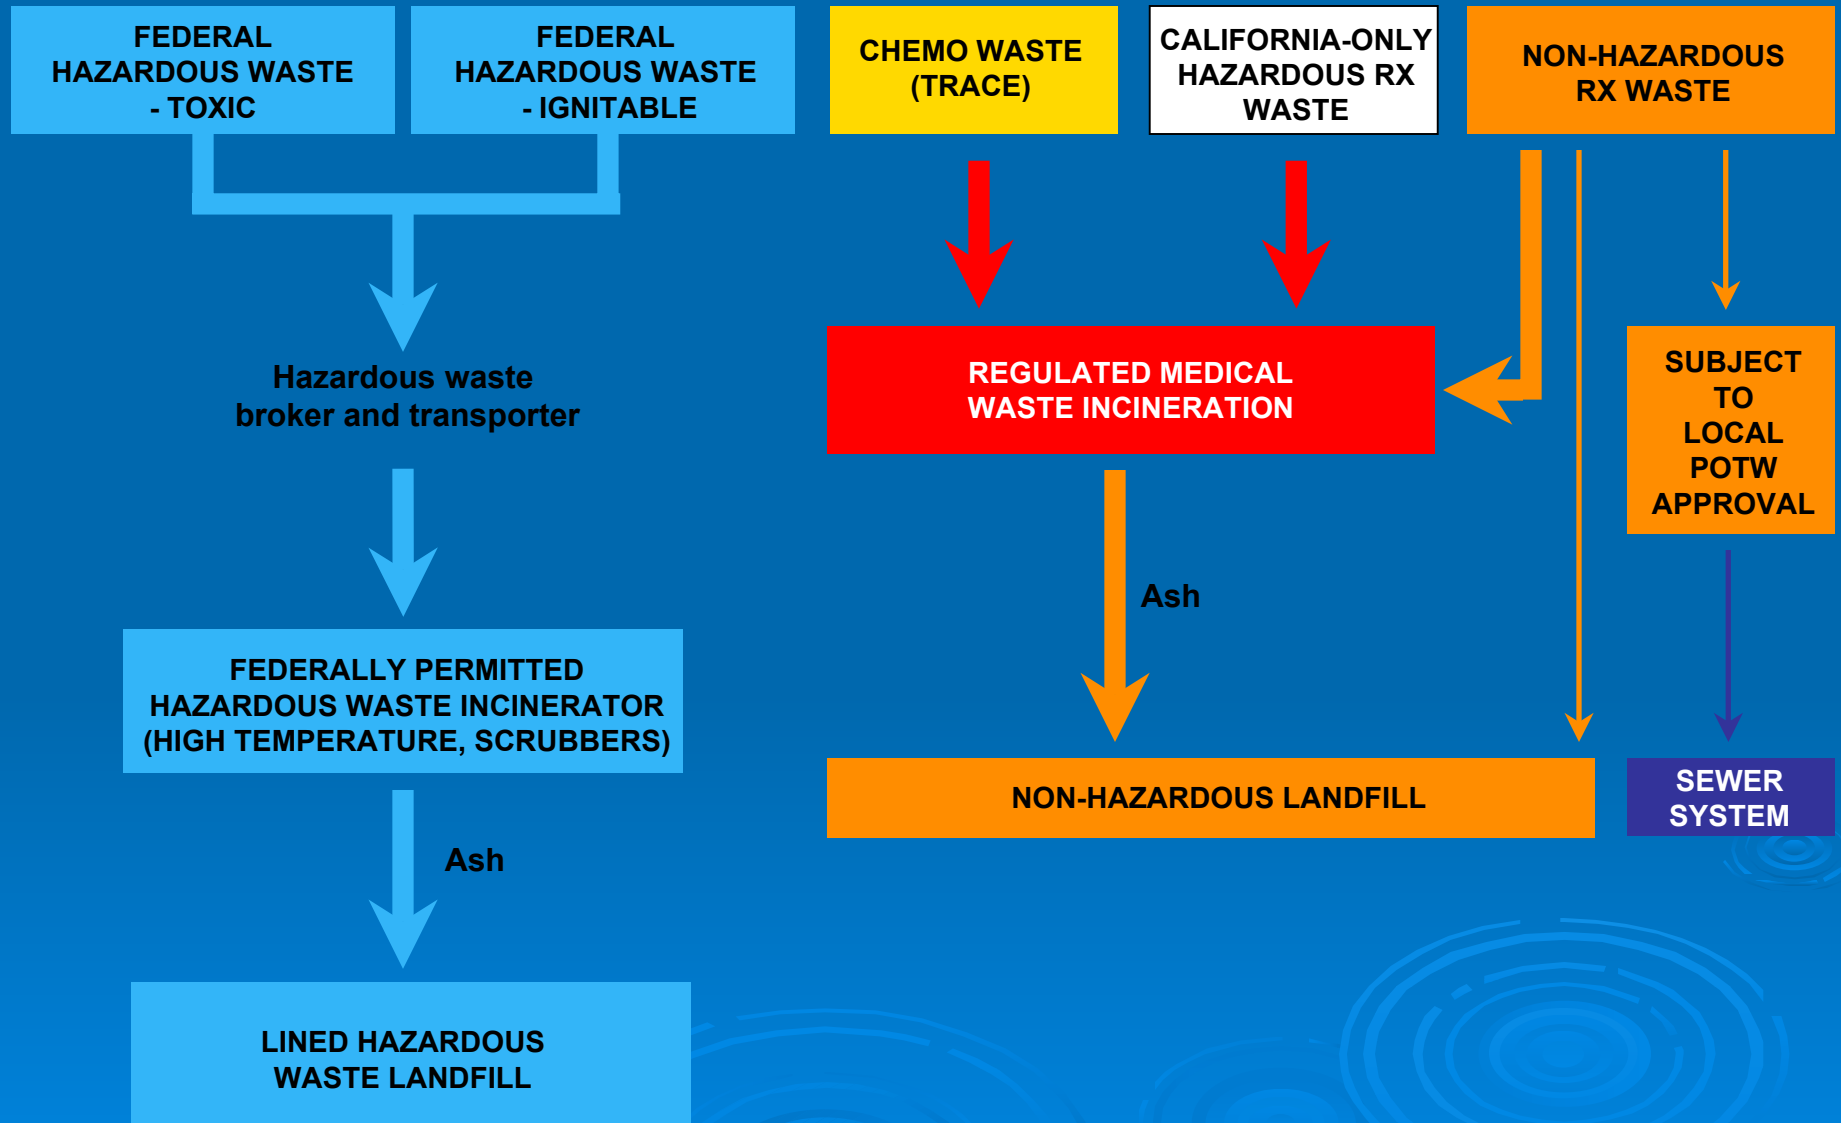 FEDERAL
HAZARDOUS WASTE
- TOXIC
FEDERAL
HAZARDOUS WASTE
- IGNITABLE
CHEMO WASTE
(TRACE)
CALIFORNIA-ONLY
HAZARDOUS RX
WASTE
NON-HAZARDOUS
RX WASTE
Hazardous waste
broker and transporter
REGULATED MEDICAL
WASTE INCINERATION
SUBJECT
TO
LOCAL
POTW
APPROVAL
Ash
FEDERALLY PERMITTED
HAZARDOUS WASTE INCINERATOR
(HIGH TEMPERATURE, SCRUBBERS)
NON-HAZARDOUS LANDFILL
SEWER
SYSTEM
Ash
LINED HAZARDOUS
WASTE LANDFILL